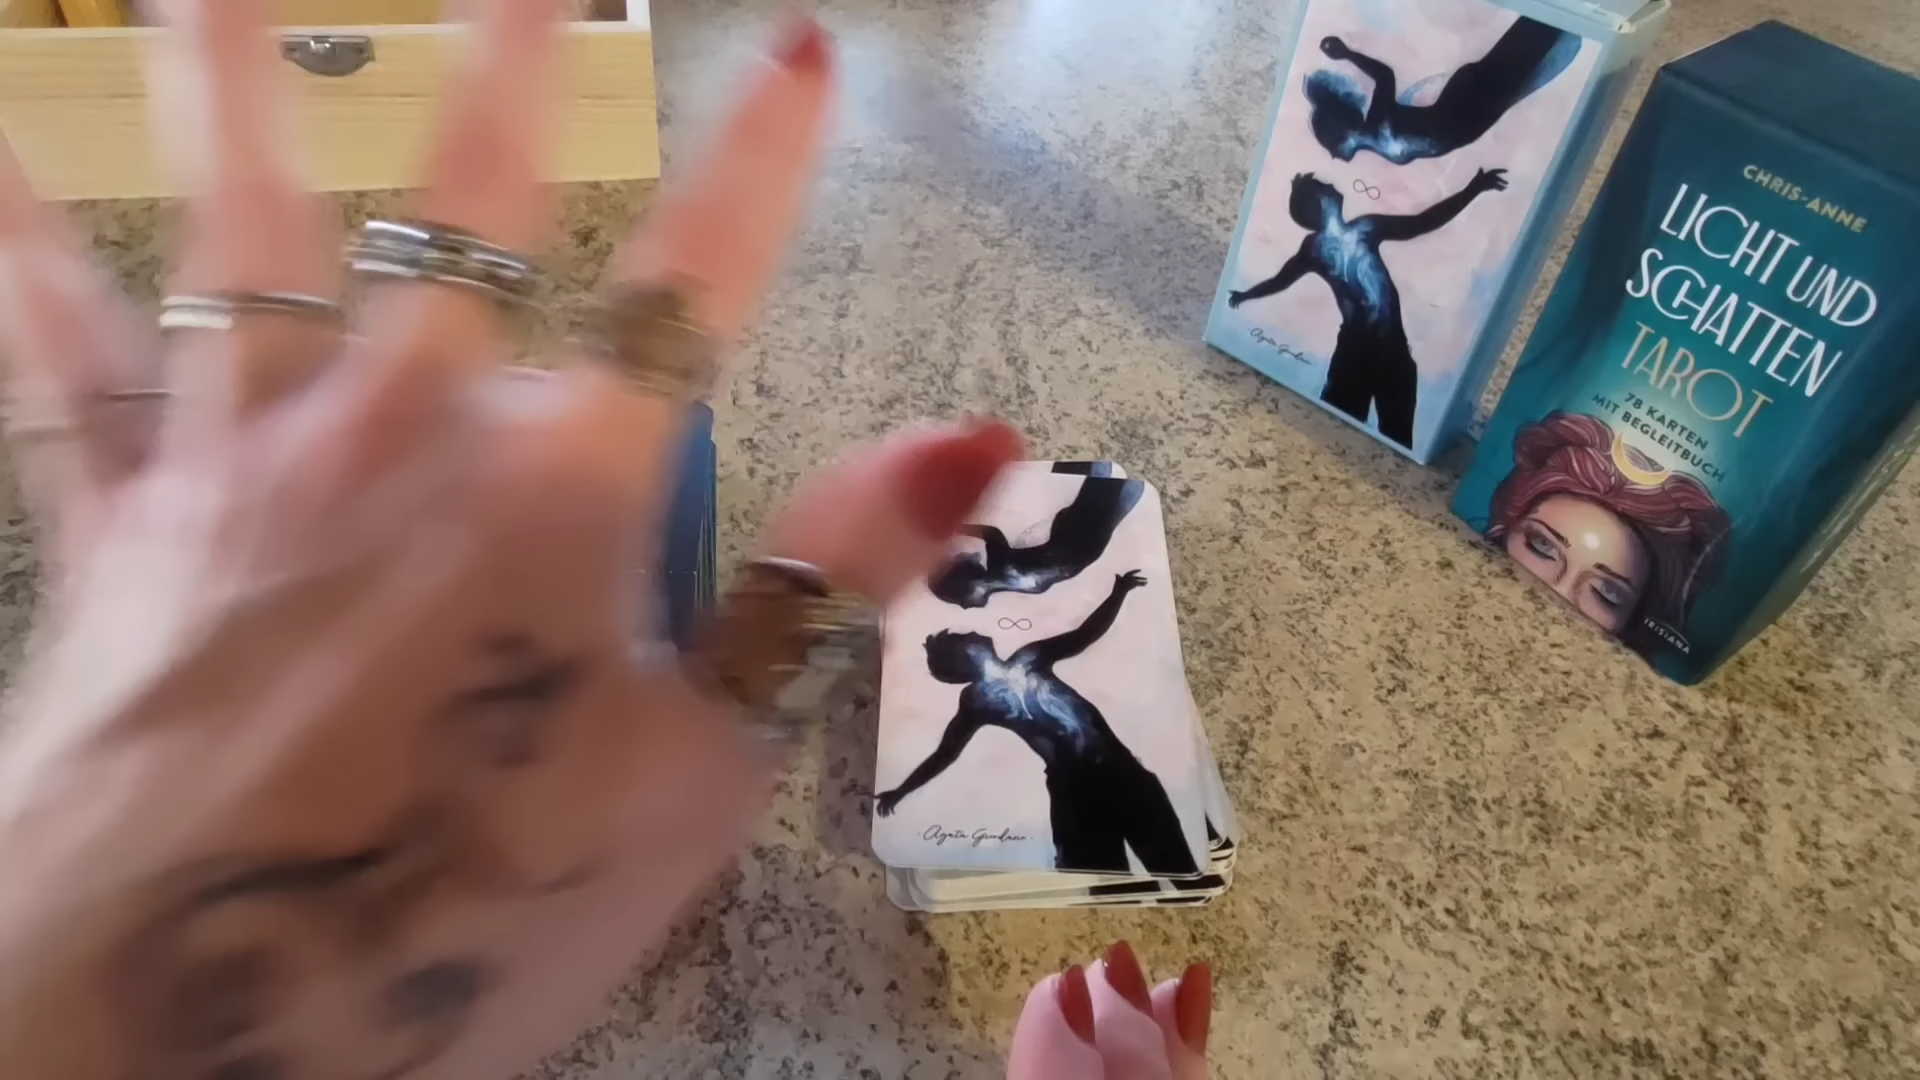 CHRIS-ANNE
LICHT UND
SCHATTEN
TAROT
78 KARTEN
MIT BEGLEITBUCH
IRISIANA